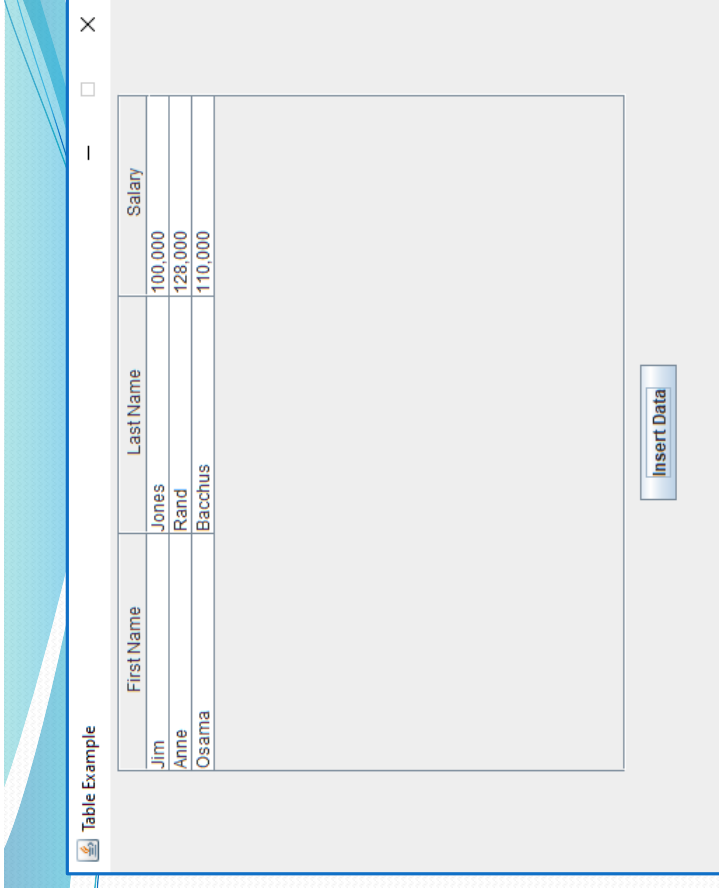 Table Example
First Name Last Name Salary
Jim Jones 100,000
Anne Rand 128,000
Osama Bacchus 110,000
Insert Data